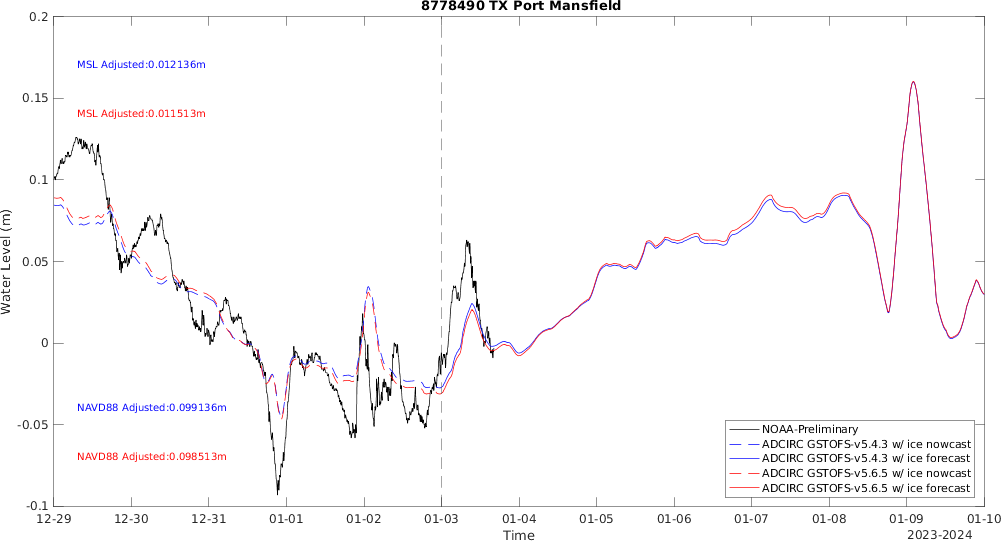 8778490 TX Port Mansfield
0.2
0.15
0.1
0.05
0
-0.05
-0.1
Water Level (m)
MSL Adjusted:0.012136m
MSL Adjusted:0.011513m
NAVD88 Adjusted:0.099136m
NAVD88 Adjusted:0.098513m
NOAA-Preliminary
ADCIRC GSTOFS-v5.4.3 w/ ice nowcast
ADCIRC GSTOFS-v5.4.3 w/ ice forecast
ADCIRC GSTOFS-v5.6.5 w/ ice nowcast
ADCIRC GSTOFS-v5.6.5 w/ ice forecast
12-29 12-30 12-31 01-01 01-02 01-03 01-04 01-05 01-06 01-07 01-08 01-09 01-10
Time
2023-2024